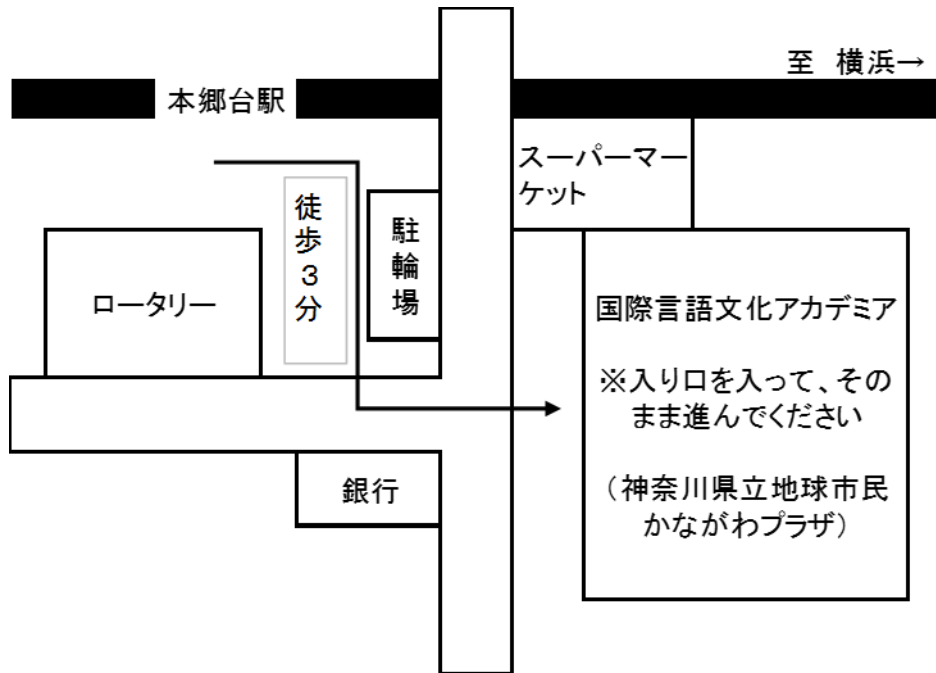 至　横浜→
本郷台駅
スーパーマー
ケット
徒歩３分
駐輪場
ロータリー
国際言語文化アカデミア
※入り口を入って、その
まま進んでください
（神奈川県立地球市民
かながわプラザ）
銀行